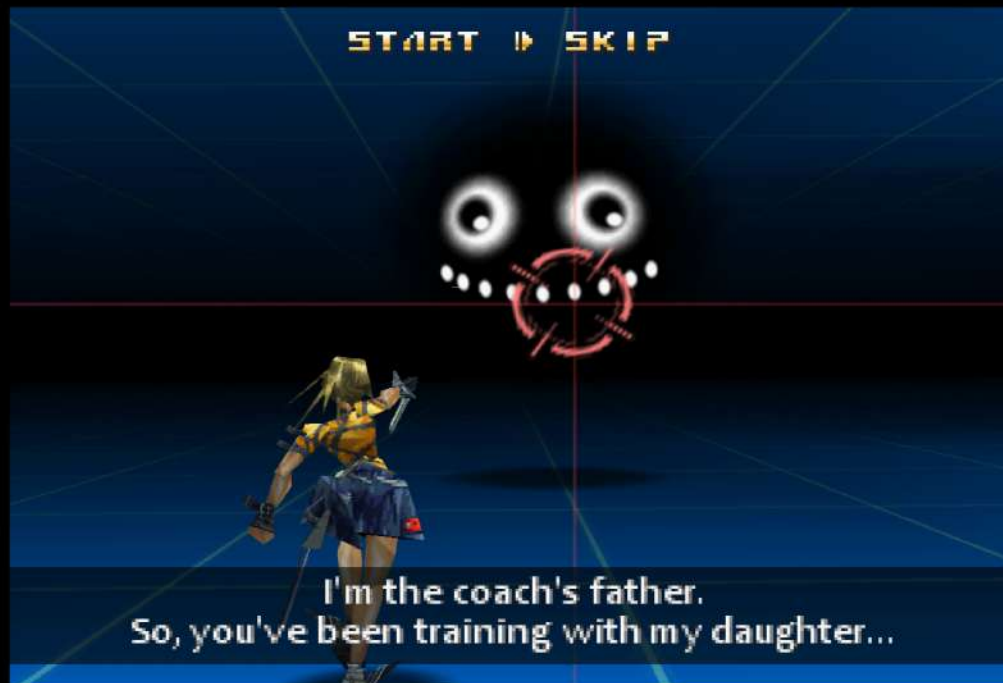 START ▷ SKIP
I'm the coach's father.
So, you've been training with my daughter...